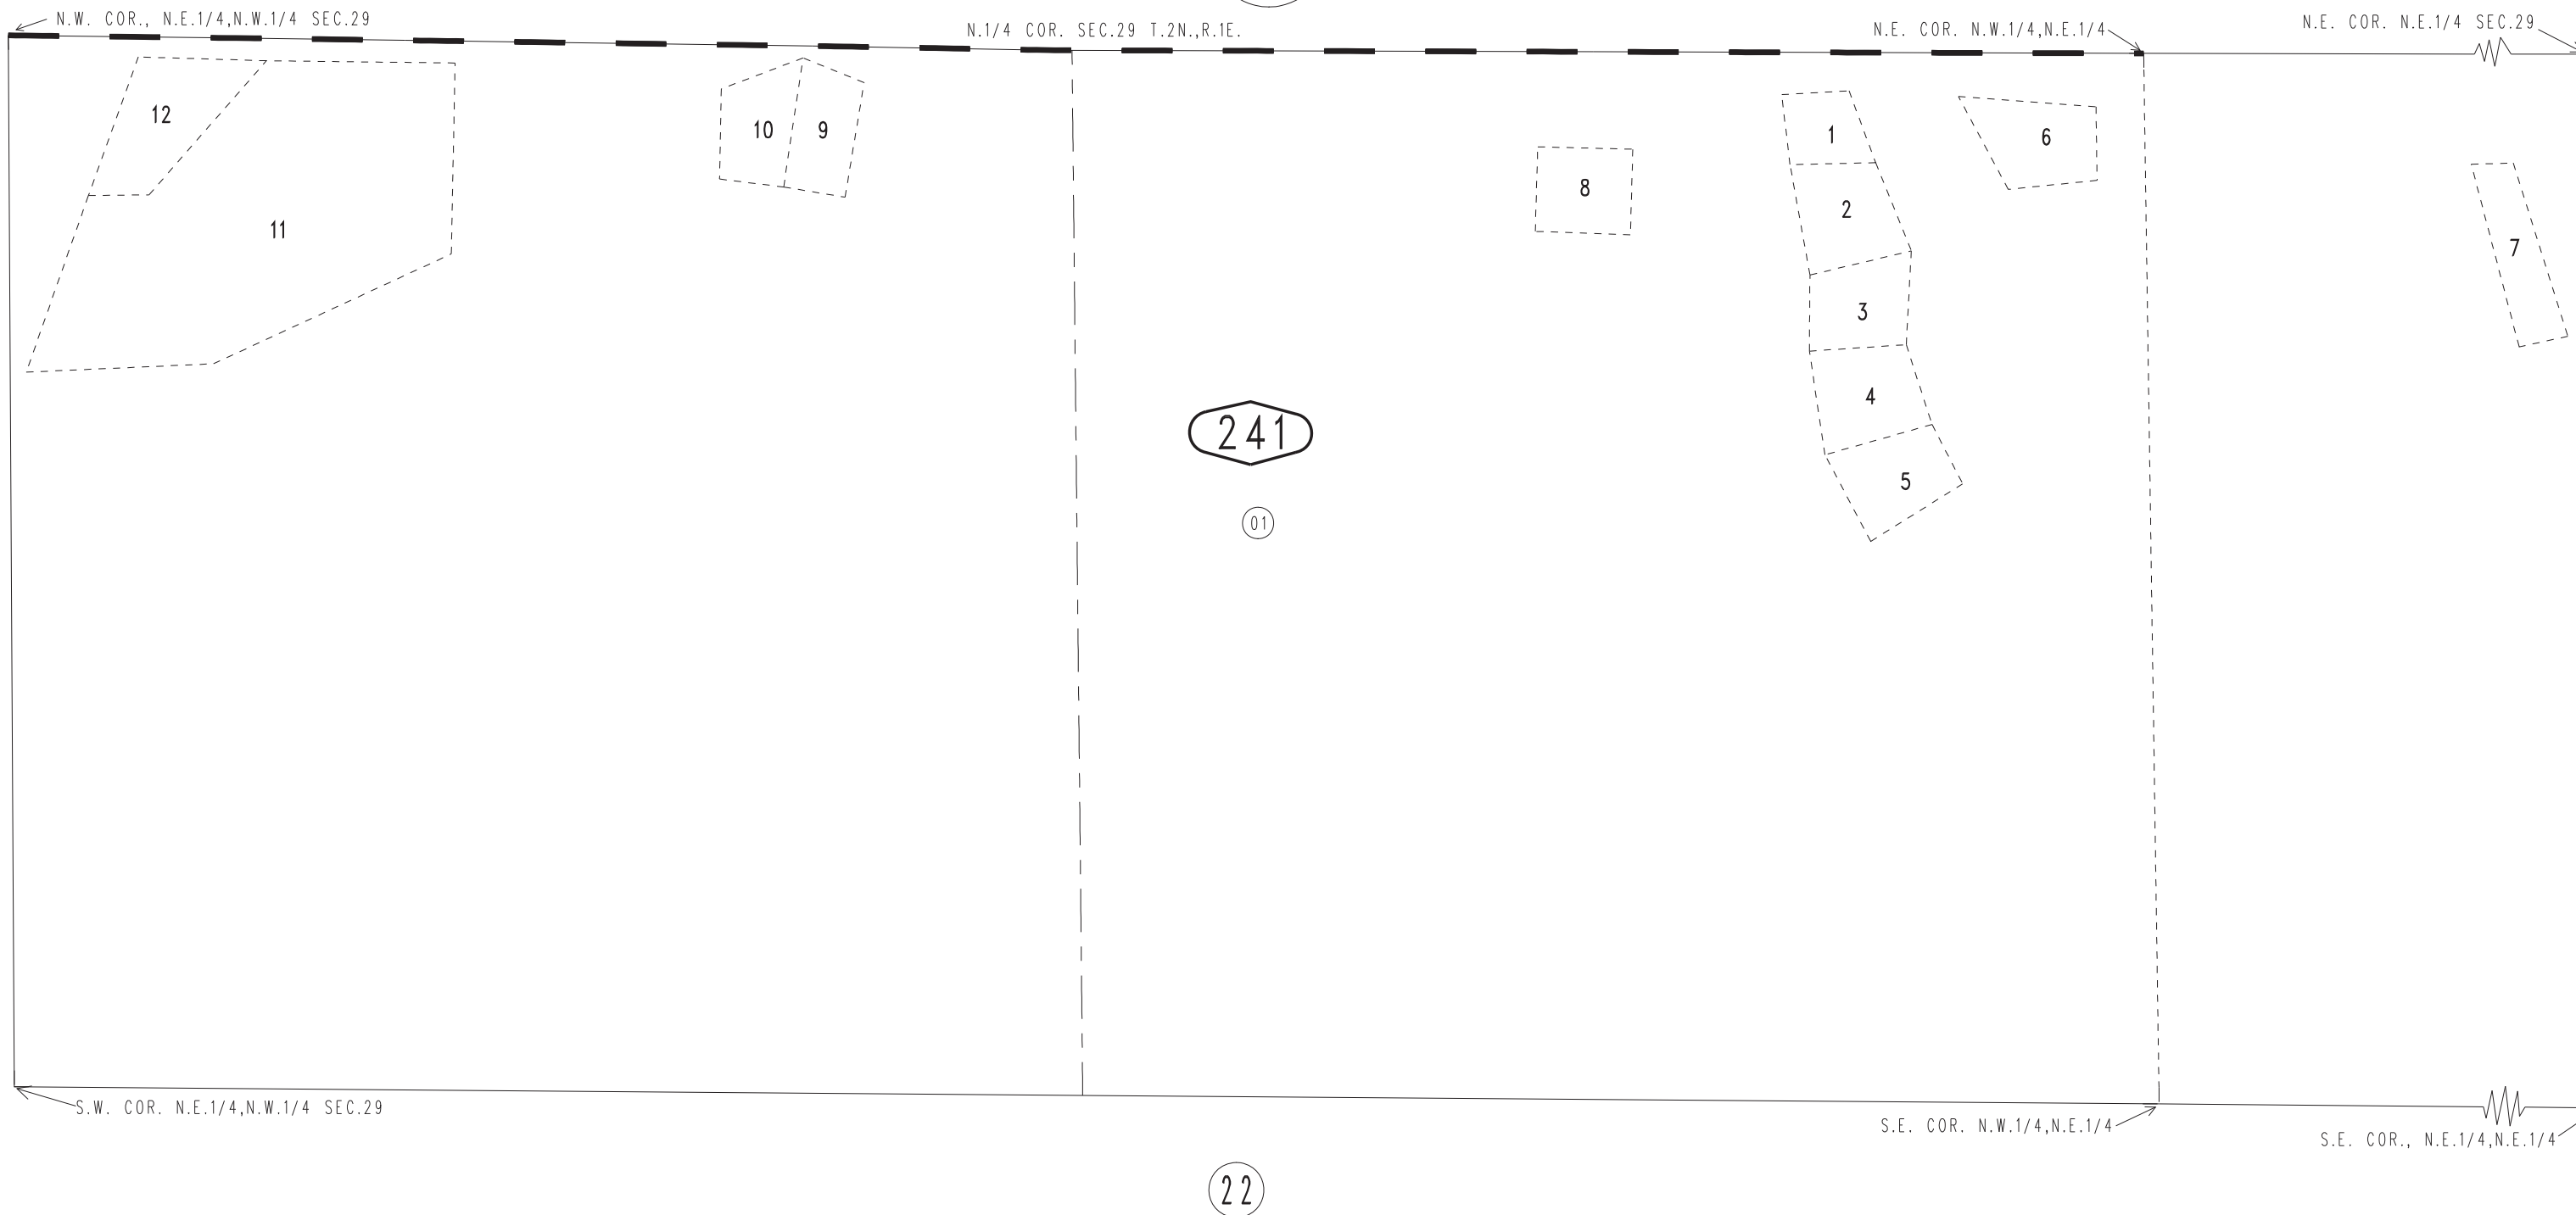 N.W. COR., N.E.1/4,N.W.1/4 SEC.29
N.1/4 COR. SEC.29 T.2N.,R.1E.
N.E. COR. N.W.1/4,N.E.1/4
N.E. COR. N.E.1/4 SEC.29
12
11
10
9
8
1
2
3
4
5
6
7
241
01
S.W. COR. N.E.1/4,N.W.1/4 SEC.29
S.E. COR. N.W.1/4,N.E.1/4
S.E. COR., N.E.1/4,N.E.1/4
22